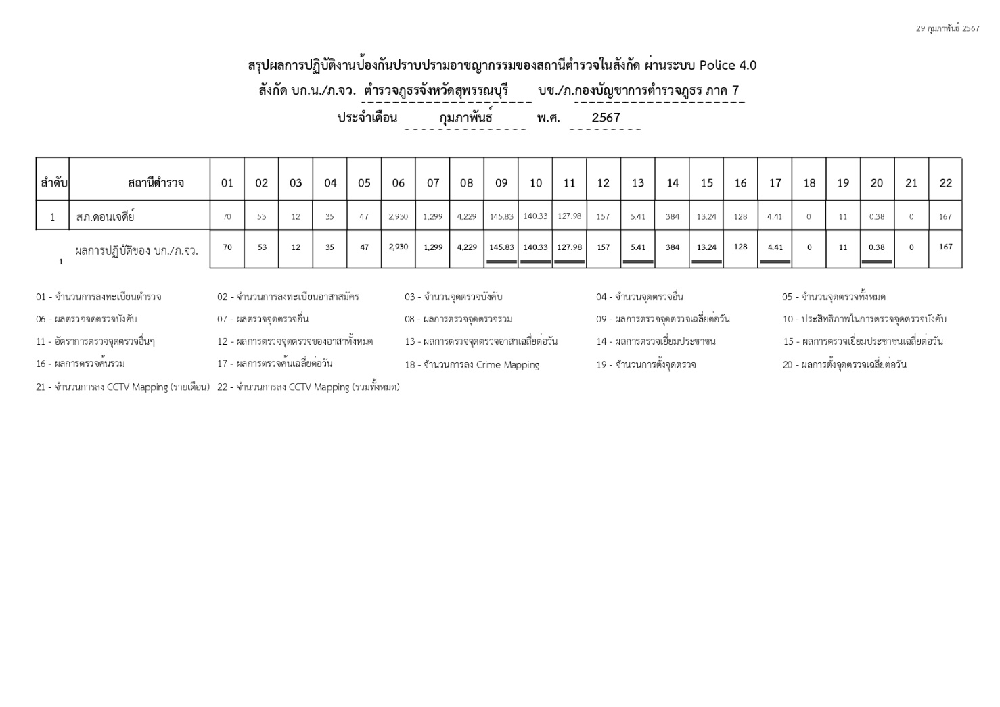 29 กุมภาพันธ์ 2567
สรุปผลการปฏิบัติงานป้องกันปราบปรามอาชญากรรมของสถานีตำรวจในสังกัด ผ่านระบบ Police 4.0
สังกัด บก.น./ภ.จว. ตำรวจภูธรจังหวัดสุพรรณบุรี บช./ภ.กองบัญชาการตำรวจภูธร ภาค 7
ประจำเดือน กุมภาพันธ์ พ.ศ. 2567
ลำดับ สถานีตำรวจ 01 02 03 04 05 06 07 08 09 10 11 12 13 14 15 16 17 18 19 20 21 22
1 สภ.ดอนเจดีย์ 70 53 12 35 47 2,930 1,299 4,229 145.83 140.33 127.98 157 5.41 384 13.24 128 4.41 0 11 0.38 0 167
1 ผลการปฏิบัติของ บก./ภ.จว. 70 53 12 35 47 2,930 1,299 4,229 145.83 140.33 127.98 157 5.41 384 13.24 128 4.41 0 11 0.38 0 167
01 - จำนวนการลงทะเบียนตำรวจ 02 - จำนวนการลงทะเบียนอาสาสมัคร 03 - จำนวนจุดตรวจบังคับ 04 - จำนวนจุดตรวจอื่น 05 - จำนวนจุดตรวจทั้งหมด
06 - ผลตรวจจดตรวจบังคับ 07 - ผลตรวจจุดตรวจอื่น 08 - ผลการตรวจจุดตรวจรวม 09 - ผลการตรวจจุดตรวจเฉลี่ยต่อวัน 10 - ประสิทธิภาพในการตรวจจุดตรวจบังคับ
11 - อัตราการตรวจจุดตรวจอื่นๆ 12 - ผลการตรวจจุดตรวจของอาสาทั้งหมด 13 - ผลการตรวจจุดตรวจอาสาเฉลี่ยต่อวัน 14 - ผลการตรวจเยี่ยมประชาชน 15 - ผลการตรวจเยี่ยมประชาชนเฉลี่ยต่อวัน
16 - ผลการตรวจค้นรวม 17 - ผลการตรวจค้นเฉลี่ยต่อวัน 18 - จำนวนการลง Crime Mapping 19 - จำนวนการตั้งจุดตรวจ 20 - ผลการตั้งจุดตรวจเฉลี่ยต่อวัน
21 - จำนวนการลง CCTV Mapping (รายเดือน) 22 - จำนวนการลง CCTV Mapping (รวมทั้งหมด)